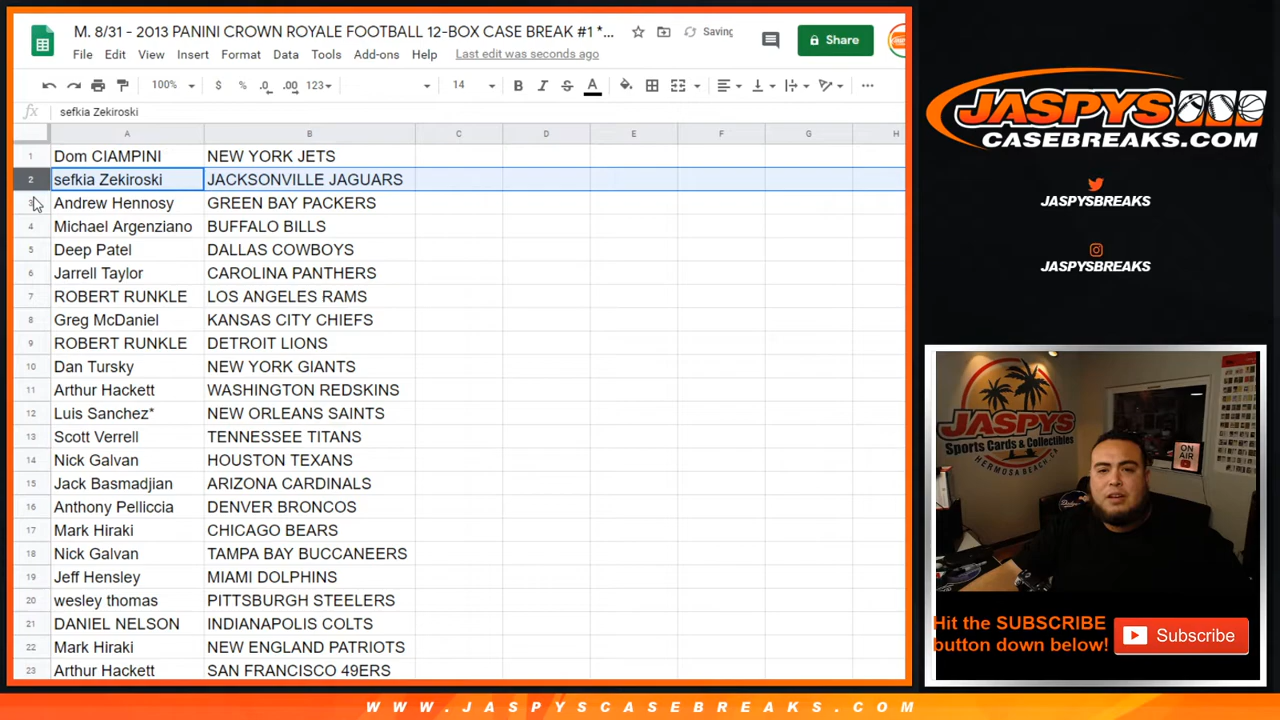 M. 8/31 - 2013 PANINI CROWN ROYALE FOOTBALL 12-BOX CASE BREAK #1 *...
Saving
Share
File Edit View Insert Format Data Tools Add-ons Help Last edit was seconds ago
100% $ % .0 .00 123 14 B I S A
fx sefkia Zekiroski
A B C D E F G H
1 Dom CIAMPINI NEW YORK JETS
2 sefkia Zekiroski JACKSONVILLE JAGUARS
3 Andrew Hennosy GREEN BAY PACKERS
4 Michael Argenziano BUFFALO BILLS
5 Deep Patel DALLAS COWBOYS
6 Jarrell Taylor CAROLINA PANTHERS
7 ROBERT RUNKLE LOS ANGELES RAMS
8 Greg McDaniel KANSAS CITY CHIEFS
9 ROBERT RUNKLE DETROIT LIONS
10 Dan Tursky NEW YORK GIANTS
11 Arthur Hackett WASHINGTON REDSKINS
12 Luis Sanchez* NEW ORLEANS SAINTS
13 Scott Verrell TENNESSEE TITANS
14 Nick Galvan HOUSTON TEXANS
15 Jack Basmadjian ARIZONA CARDINALS
16 Anthony Pelliccia DENVER BRONCOS
17 Mark Hiraki CHICAGO BEARS
18 Nick Galvan TAMPA BAY BUCCANEERS
19 Jeff Hensley MIAMI DOLPHINS
20 wesley thomas PITTSBURGH STEELERS
21 DANIEL NELSON INDIANAPOLIS COLTS
22 Mark Hiraki NEW ENGLAND PATRIOTS
23 Arthur Hackett SAN FRANCISCO 49ERS
JASPYS
CASEBREAKS.COM
JASPYSBREAKS
JASPYSBREAKS
JASPYS
Sports Cards & Collectibles
HERMOSA BEACH, CA
ON
AIR
Hit the SUBSCRIBE
button down below!
Subscribe
WWW.JASPYSCASEBREAKS.COM